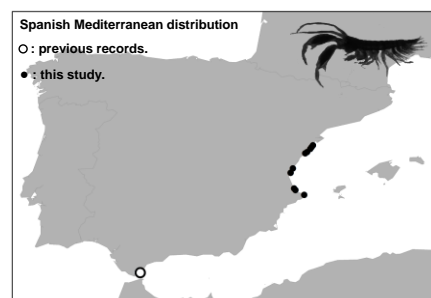 Spanish Mediterranean distribution
○ : previous records.
● : this study.